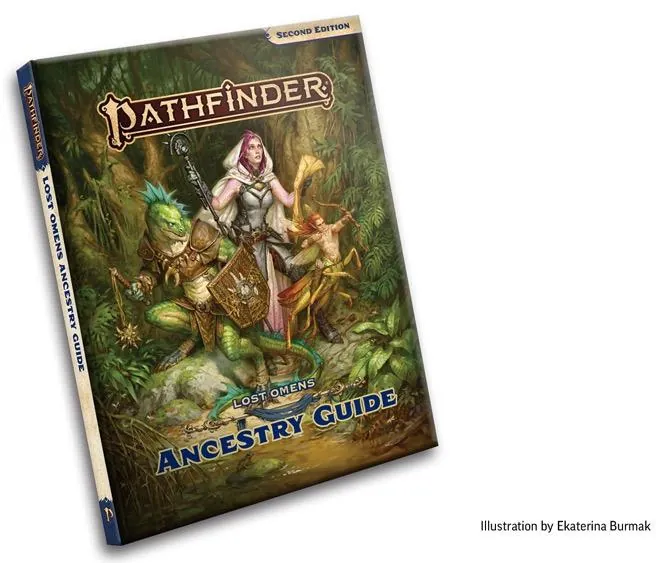 SECOND EDITION
PATHFINDER
LOST OMENS
ANCESTRY GUIDE
PATHFINDER
LOST OMENS ANCESTRY GUIDE
P
Illustration by Ekaterina Burmak